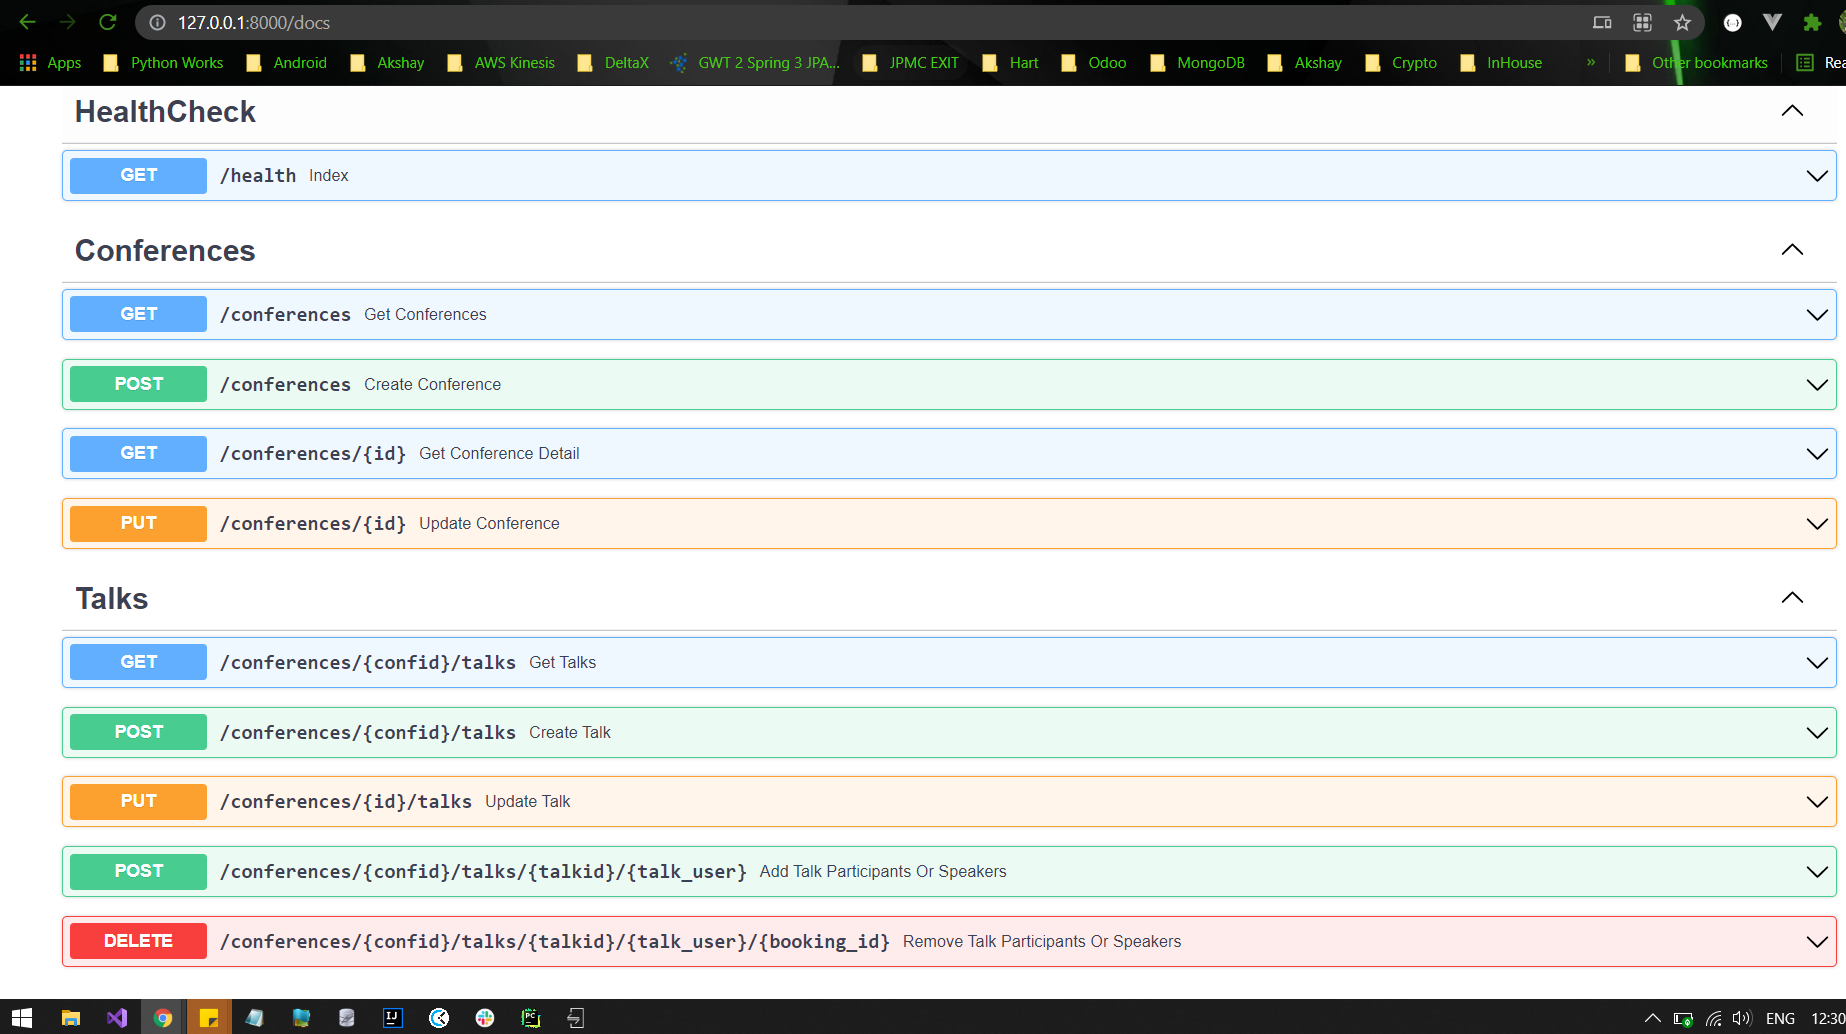 127.0.0.1:8000/docs
Apps Python Works Android Akshay AWS Kinesis DeltaX GWT 2 Spring 3 JPA... JPMC EXIT Hart Odoo MongoDB Akshay Crypto InHouse » Other bookmarks Rea
HealthCheck
GET /health Index
Conferences
GET /conferences Get Conferences
POST /conferences Create Conference
GET /conferences/{id} Get Conference Detail
PUT /conferences/{id} Update Conference
Talks
GET /conferences/{confid}/talks Get Talks
POST /conferences/{confid}/talks Create Talk
PUT /conferences/{id}/talks Update Talk
POST /conferences/{confid}/talks/{talkid}/{talk_user} Add Talk Participants Or Speakers
DELETE /conferences/{confid}/talks/{talkid}/{talk_user}/{booking_id} Remove Talk Participants Or Speakers
IJ PC ENG 12:30